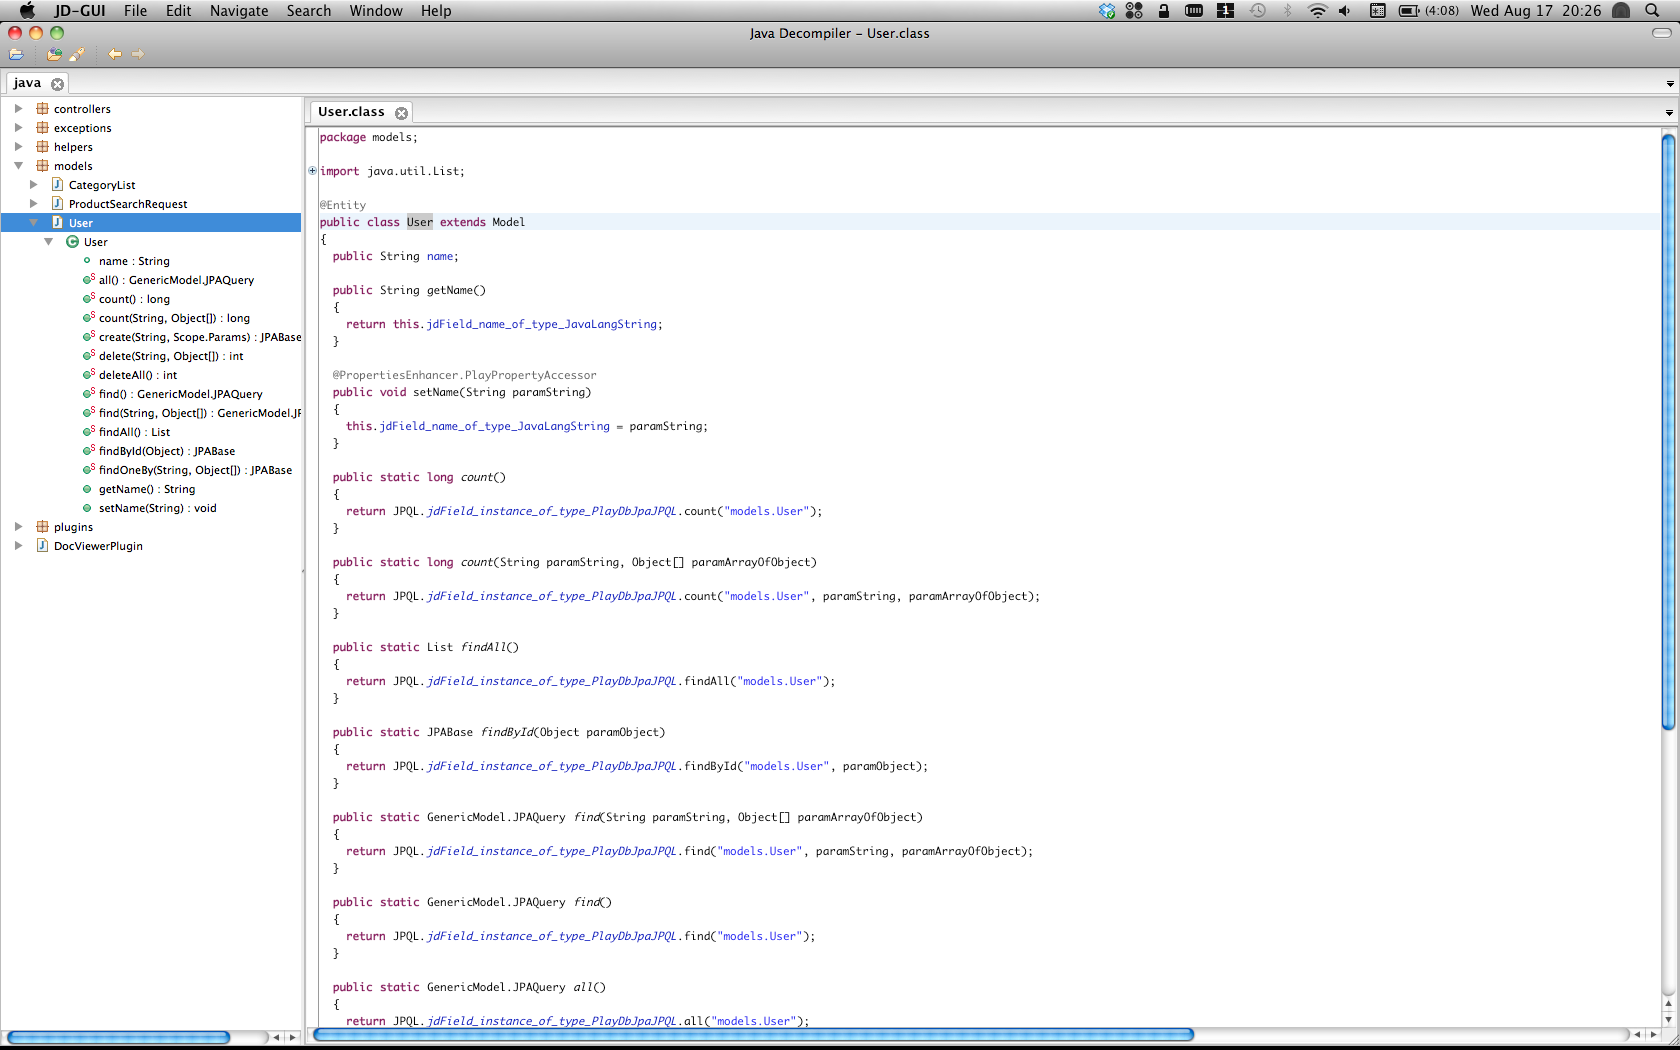 JD-GUI File Edit Navigate Search Window Help 1 (4:08) Wed Aug 17 20:26
Java Decompiler – User.class
java
controllers
exceptions
helpers
models
CategoryList
ProductSearchRequest
User
User
name : String
all() : GenericModel.JPAQuery
count() : long
count(String, Object[]) : long
create(String, Scope.Params) : JPABase
delete(String, Object[]) : int
deleteAll() : int
find() : GenericModel.JPAQuery
find(String, Object[]) : GenericModel.JF
findAll() : List
findById(Object) : JPABase
findOneBy(String, Object[]) : JPABase
getName() : String
setName(String) : void
plugins
DocViewerPlugin
User.class
package models;
import java.util.List;
@Entity
public class User extends Model
{
public String name;
public String getName()
{
return this.jdField_name_of_type_JavaLangString;
}
@PropertiesEnhancer.PlayPropertyAccessor
public void setName(String paramString)
{
this.jdField_name_of_type_JavaLangString = paramString;
}
public static long count()
{
return JPQL.jdField_instance_of_type_PlayDbJpaJPQL.count("models.User");
}
public static long count(String paramString, Object[] paramArrayOfObject)
{
return JPQL.jdField_instance_of_type_PlayDbJpaJPQL.count("models.User", paramString, paramArrayOfObject);
}
public static List findAll()
{
return JPQL.jdField_instance_of_type_PlayDbJpaJPQL.findAll("models.User");
}
public static JPABase findById(Object paramObject)
{
return JPQL.jdField_instance_of_type_PlayDbJpaJPQL.findById("models.User", paramObject);
}
public static GenericModel.JPAQuery find(String paramString, Object[] paramArrayOfObject)
{
return JPQL.jdField_instance_of_type_PlayDbJpaJPQL.find("models.User", paramString, paramArrayOfObject);
}
public static GenericModel.JPAQuery find()
{
return JPQL.jdField_instance_of_type_PlayDbJpaJPQL.find("models.User");
}
public static GenericModel.JPAQuery all()
{
return JPQL.jdField_instance_of_type_PlayDbJpaJPQL.all("models.User");